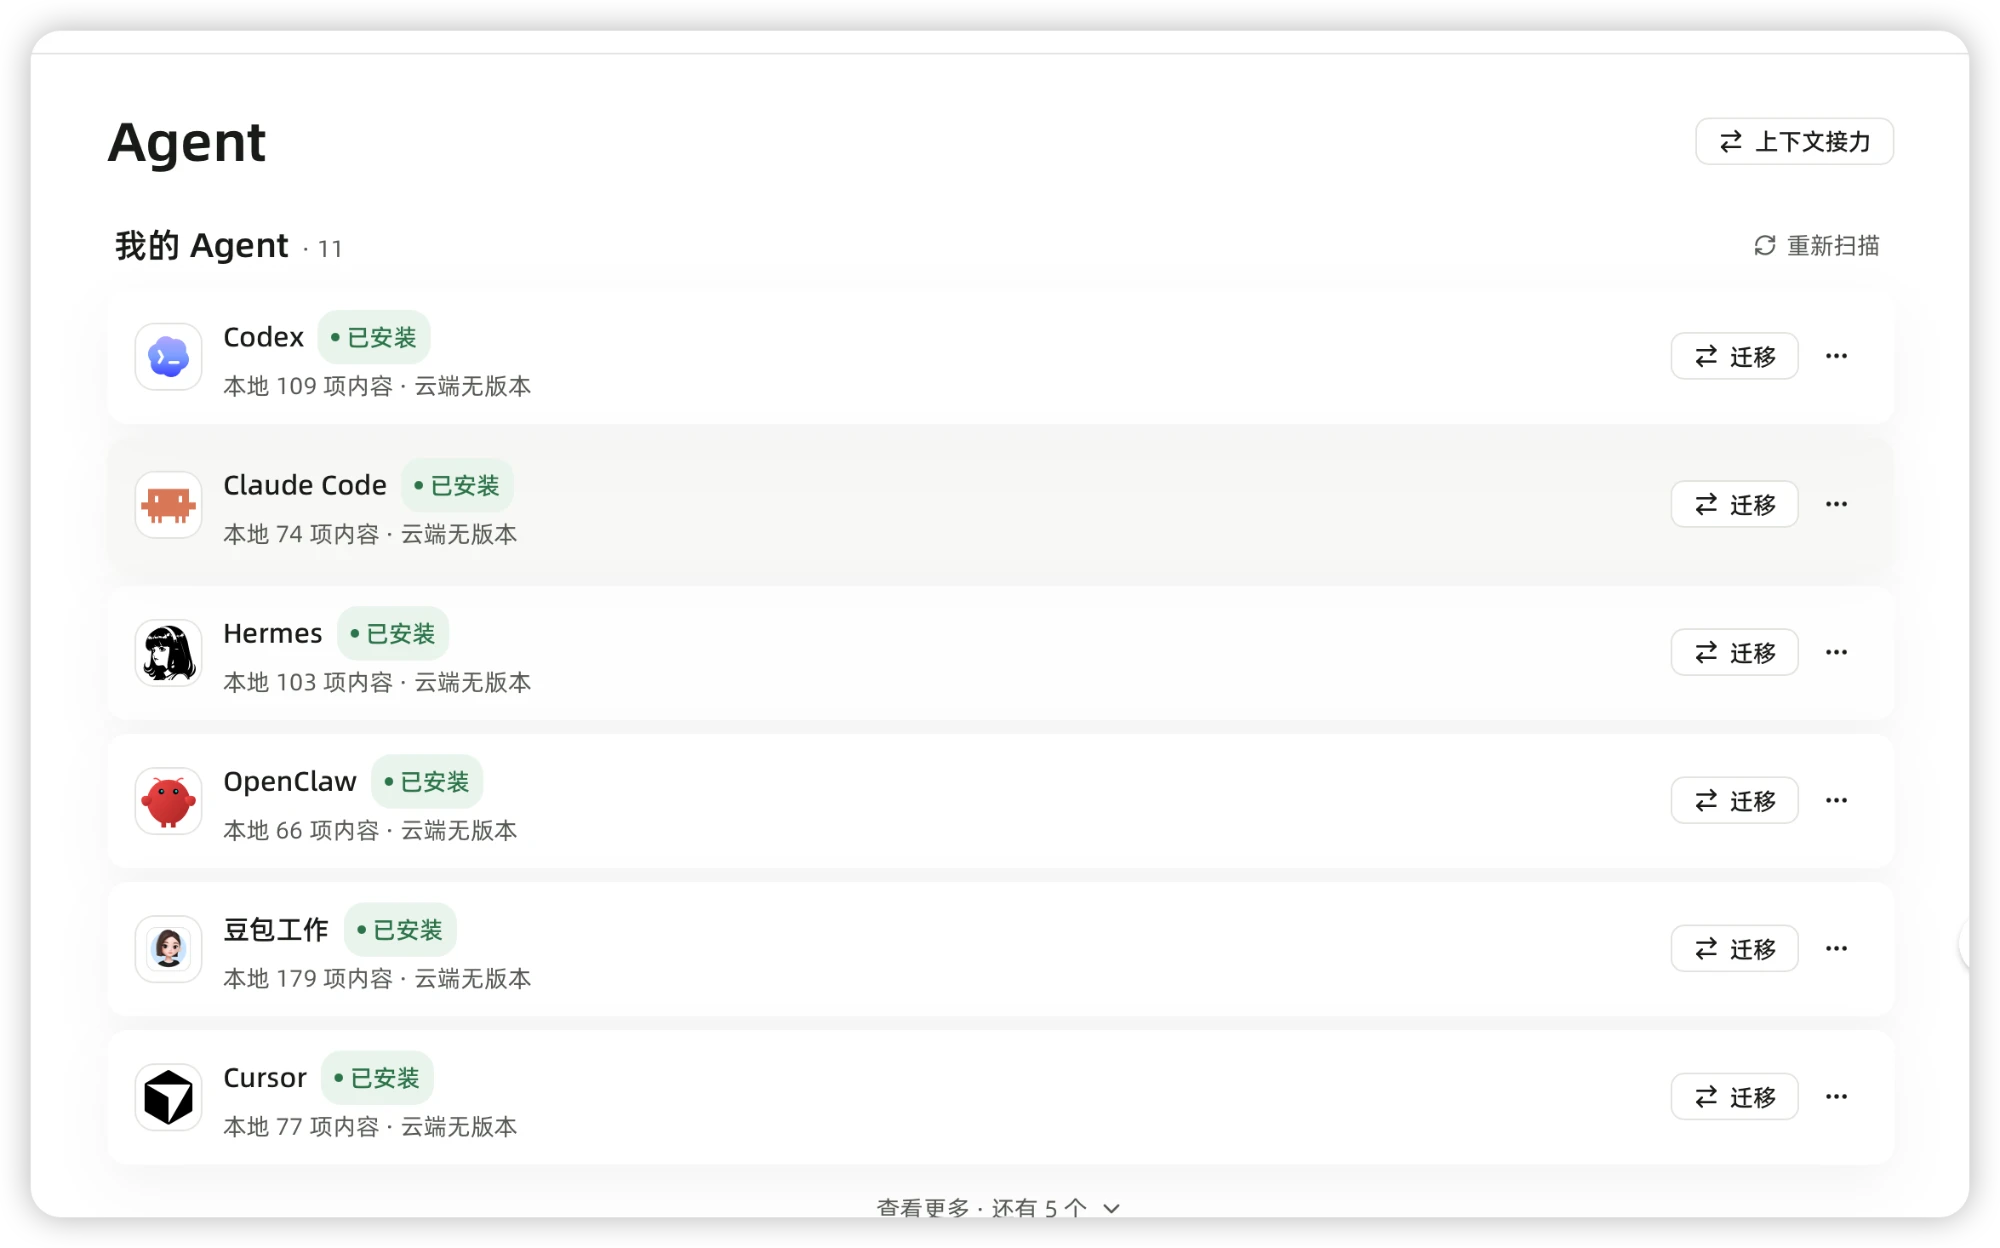 Agent
上下文接力
我的 Agent · 11
重新扫描
Codex
• 已安装
本地 109 项内容 · 云端无版本
迁移
Claude Code
• 已安装
本地 74 项内容 · 云端无版本
迁移
Hermes
• 已安装
本地 103 项内容 · 云端无版本
迁移
OpenClaw
• 已安装
本地 66 项内容 · 云端无版本
迁移
豆包工作
• 已安装
本地 179 项内容 · 云端无版本
迁移
Cursor
• 已安装
本地 77 项内容 · 云端无版本
迁移
查看更多 · 还有 5 个